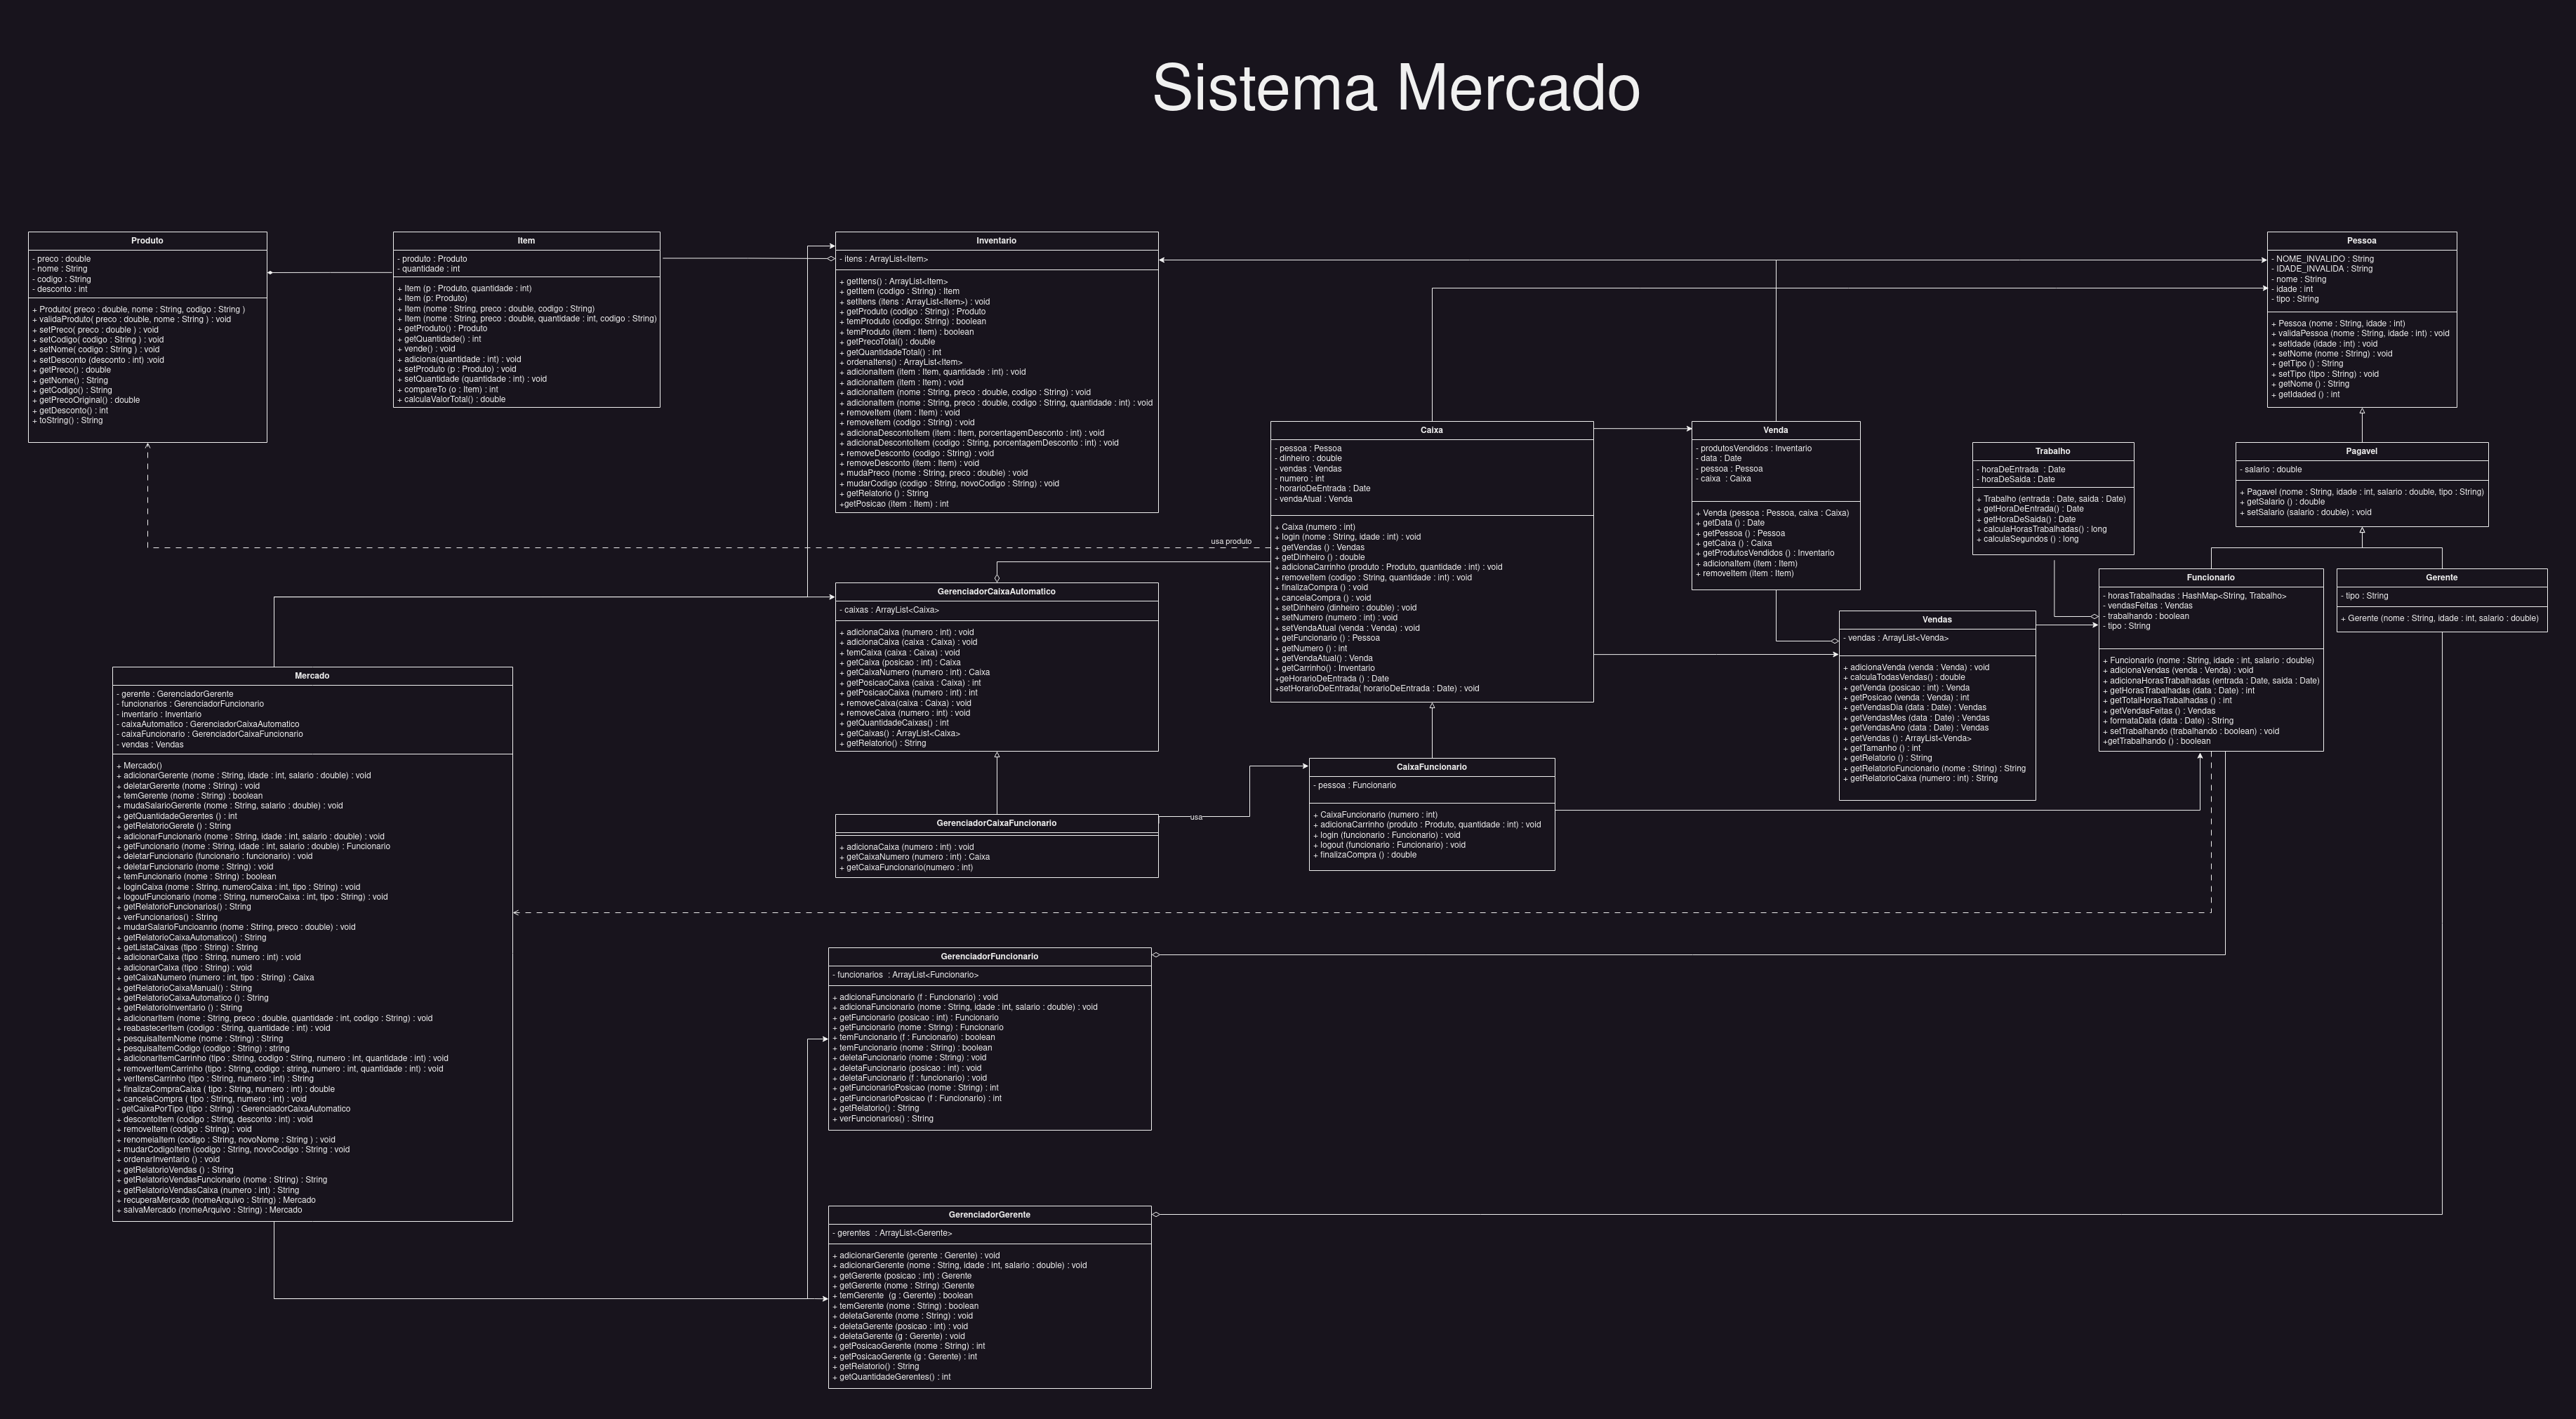 Sistema Mercado
Produto
- preco : double
- nome : String
- codigo : String
- desconto : int
+ Produto( preco : double, nome : String, codigo : String )
+ validaProduto( preco : double, nome : String ) : void
+ setPreco( preco : double ) : void
+ setCodigo( codigo : String ) : void
+ setNome( codigo : String ) : void
+ setDesconto (desconto : int) :void
+ getPreco() : double
+ getNome() : String
+ getCodigo() : String
+ getPrecoOriginal() : double
+ getDesconto() : int
+ toString() : String
Item
- produto : Produto
- quantidade : int
+ Item (p : Produto, quantidade : int)
+ Item (p: Produto)
+ Item (nome : String, preco : double, codigo : String)
+ Item (nome : String, preco : double, quantidade : int, codigo : String)
+ getProduto() : Produto
+ getQuantidade() : int
+ vende() : void
+ adiciona(quantidade : int) : void
+ setProduto (p : Produto) : void
+ setQuantidade (quantidade : int) : void
+ compareTo (o : Item) : int
+ calculaValorTotal() : double
Inventario
- itens : ArrayList<Item>
+ getItens() : ArrayList<Item>
+ getItem (codigo : String) : Item
+ setItens (itens : ArrayList<Item>) : void
+ getProduto (codigo : String) : Produto
+ temProduto (codigo: String) : boolean
+ temProduto (item : Item) : boolean
+ getPrecoTotal() : double
+ getQuantidadeTotal() : int
+ ordenaItens() : ArrayList<Item>
+ adicionaItem (item : Item, quantidade : int) : void
+ adicionaItem (item : Item) : void
+ adicionaItem (nome : String, preco : double, codigo : String) : void
+ adicionaItem (nome : String, preco : double, codigo : String, quantidade : int) : void
+ removeItem (item : Item) : void
+ removeItem (codigo : String) : void
+ adicionaDescontoItem (item : Item, porcentagemDesconto : int) : void
+ adicionaDescontoItem (codigo : String, porcentagemDesconto : int) : void
+ removeDesconto (codigo : String) : void
+ removeDesconto (item : Item) : void
+ mudaPreco (nome : String, preco : double) : void
+ mudarCodigo (codigo : String, novoCodigo : String) : void
+ getRelatorio () : String
+getPosicao (item : Item) : int
Pessoa
- NOME_INVALIDO : String
- IDADE_INVALIDA : String
- nome : String
- idade : int
- tipo : String
+ Pessoa (nome : String, idade : int)
+ validaPessoa (nome : String, idade : int) : void
+ setIdade (idade : int) : void
+ setNome (nome : String) : void
+ getTipo () : String
+ setTipo (tipo : String) : void
+ getNome () : String
+ getIdaded () : int
Caixa
- pessoa : Pessoa
- dinheiro : double
- vendas : Vendas
- numero : int
- horarioDeEntrada : Date
- vendaAtual : Venda
+ Caixa (numero : int)
+ login (nome : String, idade : int) : void
+ getVendas () : Vendas
+ getDinheiro () : double
+ adicionaCarrinho (produto : Produto, quantidade : int) : void
+ removeItem (codigo : String, quantidade : int) : void
+ finalizaCompra () : void
+ cancelaCompra () : void
+ setDinheiro (dinheiro : double) : void
+ setNumero (numero : int) : void
+ setVendaAtual (venda : Venda) : void
+ getFuncionario () : Pessoa
+ getNumero () : int
+ getVendaAtual() : Venda
+ getCarrinho() : Inventario
+geHorarioDeEntrada () : Date
+setHorarioDeEntrada( horarioDeEntrada : Date) : void
Venda
- produtosVendidos : Inventario
- data : Date
- pessoa : Pessoa
- caixa  : Caixa
+ Venda (pessoa : Pessoa, caixa : Caixa)
+ getData () : Date
+ getPessoa () : Pessoa
+ getCaixa () : Caixa
+ getProdutosVendidos () : Inventario
+ adicionaItem (item : Item)
+ removeItem (item : Item)
Trabalho
- horaDeEntrada  : Date
- horaDeSaida : Date
+ Trabalho (entrada : Date, saida : Date)
+ getHoraDeEntrada() : Date
+ getHoraDeSaida() : Date
+ calculaHorasTrabalhadas() : long
+ calculaSegundos () : long
Pagavel
- salario : double
+ Pagavel (nome : String, idade : int, salario : double, tipo : String)
+ getSalario () : double
+ setSalario (salario : double) : void
usa produto
Funcionario
- horasTrabalhadas : HashMap<String, Trabalho>
- vendasFeitas : Vendas
- trabalhando : boolean
- tipo : String
+ Funcionario (nome : String, idade : int, salario : double)
+ adicionaVendas (venda : Venda) : void
+ adicionaHorasTrabalhadas (entrada : Date, saida : Date)
+ getHorasTrabalhadas (data : Date) : int
+ getTotalHorasTrabalhadas () : int
+ getVendasFeitas () : Vendas
+ formataData (data : Date) : String
+ setTrabalhando (trabalhando : boolean) : void
+getTrabalhando () : boolean
Gerente
- tipo : String
+ Gerente (nome : String, idade : int, salario : double)
GerenciadorCaixaAutomatico
- caixas : ArrayList<Caixa>
+ adicionaCaixa (numero : int) : void
+ adicionaCaixa (caixa : Caixa) : void
+ temCaixa (caixa : Caixa) : void
+ getCaixa (posicao : int) : Caixa
+ getCaixaNumero (numero : int) : Caixa
+ getPosicaoCaixa (caixa : Caixa) : int
+ getPosicaoCaixa (numero : int) : int
+ removeCaixa(caixa : Caixa) : void
+ removeCaixa (numero : int) : void
+ getQuantidadeCaixas() : int
+ getCaixas() : ArrayList<Caixa>
+ getRelatorio() : String
Vendas
- vendas : ArrayList<Venda>
+ adicionaVenda (venda : Venda) : void
+ calculaTodasVendas() : double
+ getVenda (posicao : int) : Venda
+ getPosicao (venda : Venda) : int
+ getVendasDia (data : Date) : Vendas
+ getVendasMes (data : Date) : Vendas
+ getVendasAno (data : Date) : Vendas
+ getVendas () : ArrayList<Venda>
+ getTamanho () : int
+ getRelatorio () : String
+ getRelatorioFuncionario (nome : String) : String
+ getRelatorioCaixa (numero : int) : String
Mercado
- gerente : GerenciadorGerente
- funcionarios : GerenciadorFuncionario
- inventario : Inventario
- caixaAutomatico : GerenciadorCaixaAutomatico
- caixaFuncionario : GerenciadorCaixaFuncionario
- vendas : Vendas
+ Mercado()
+ adicionarGerente (nome : String, idade : int, salario : double) : void
+ deletarGerente (nome : String) : void
+ temGerente (nome : String) : boolean
+ mudaSalarioGerente (nome : String, salario : double) : void
+ getQuantidadeGerentes () : int
+ getRelatorioGerete () : String
+ adicionarFuncionario (nome : String, idade : int, salario : double) : void
+ getFuncionario (nome : String, idade : int, salario : double) : Funcionario
+ deletarFuncionario (funcionario : funcionario) : void
+ deletarFuncionario (nome : String) : void
+ temFuncionario (nome : String) : boolean
+ loginCaixa (nome : String, numeroCaixa : int, tipo : String) : void
+ logoutFuncionario (nome : String, numeroCaixa : int, tipo : String) : void
+ getRelatorioFuncionarios() : String
+ verFuncionarios() : String
+ mudarSalarioFuncioanrio (nome : String, preco : double) : void
+ getRelatorioCaixaAutomatico() : String
+ getListaCaixas (tipo : String) : String
+ adicionarCaixa (tipo : String, numero : int) : void
+ adicionarCaixa (tipo : String) : void
+ getCaixaNumero (numero : int, tipo : String) : Caixa
+ getRelatorioCaixaManual() : String
+ getRelatorioCaixaAutomatico () : String
+ getRelatorioInventario () : String
+ adicionarItem (nome : String, preco : double, quantidade : int, codigo : String) : void
+ reabastecerItem (codigo : String, quantidade : int) : void
+ pesquisaItemNome (nome : String) : String
+ pesquisaItemCodigo (codigo : String) : string
+ adicionarItemCarrinho (tipo : String, codigo : String, numero : int, quantidade : int) : void
+ removerItemCarrinho (tipo : String, codigo : string, numero : int, quantidade : int) : void
+ verItensCarrinho (tipo : String, numero : int) : String
+ finalizaCompraCaixa ( tipo : String, numero : int) : double
+ cancelaCompra ( tipo : String, numero : int) : void
- getCaixaPorTipo (tipo : String) : GerenciadorCaixaAutomatico
+ descontoItem (codigo : String, desconto : int) : void
+ removeItem (codigo : String) : void
+ renomeiaItem (codigo : String, novoNome : String ) : void
+ mudarCodigoItem (codigo : String, novoCodigo : String : void
+ ordenarInventario () : void
+ getRelatorioVendas () : String
+ getRelatorioVendasFuncionario (nome : String) : String
+ getRelatorioVendasCaixa (numero : int) : String
+ recuperaMercado (nomeArquivo : String) : Mercado
+ salvaMercado (nomeArquivo : String) : Mercado
GerenciadorCaixaFuncionario
+ adicionaCaixa (numero : int) : void
+ getCaixaNumero (numero : int) : Caixa
+ getCaixaFuncionario(numero : int)
usa
CaixaFuncionario
- pessoa : Funcionario
+ CaixaFuncionario (numero : int)
+ adicionaCarrinho (produto : Produto, quantidade : int) : void
+ login (funcionario : Funcionario) : void
+ logout (funcionario : Funcionario) : void
+ finalizaCompra () : double
GerenciadorFuncionario
- funcionarios  : ArrayList<Funcionario>
+ adicionaFuncionario (f : Funcionario) : void
+ adicionaFuncionario (nome : String, idade : int, salario : double) : void
+ getFuncionario (posicao : int) : Funcionario
+ getFuncionario (nome : String) : Funcionario
+ temFuncionario (f : Funcionario) : boolean
+ temFuncionario (nome : String) : boolean
+ deletaFuncionario (nome : String) : void
+ deletaFuncionario (posicao : int) : void
+ deletaFuncionario (f : funcionario) : void
+ getFuncionarioPosicao (nome : String) : int
+ getFuncionarioPosicao (f : Funcionario) : int
+ getRelatorio() : String
+ verFuncionarios() : String
GerenciadorGerente
- gerentes  : ArrayList<Gerente>
+ adicionarGerente (gerente : Gerente) : void
+ adicionarGerente (nome : String, idade : int, salario : double) : void
+ getGerente (posicao : int) : Gerente
+ getGerente (nome : String) :Gerente
+ temGerente  (g : Gerente) : boolean
+ temGerente (nome : String) : boolean
+ deletaGerente (nome : String) : void
+ deletaGerente (posicao : int) : void
+ deletaGerente (g : Gerente) : void
+ getPosicaoGerente (nome : String) : int
+ getPosicaoGerente (g : Gerente) : int
+ getRelatorio() : String
+ getQuantidadeGerentes() : int